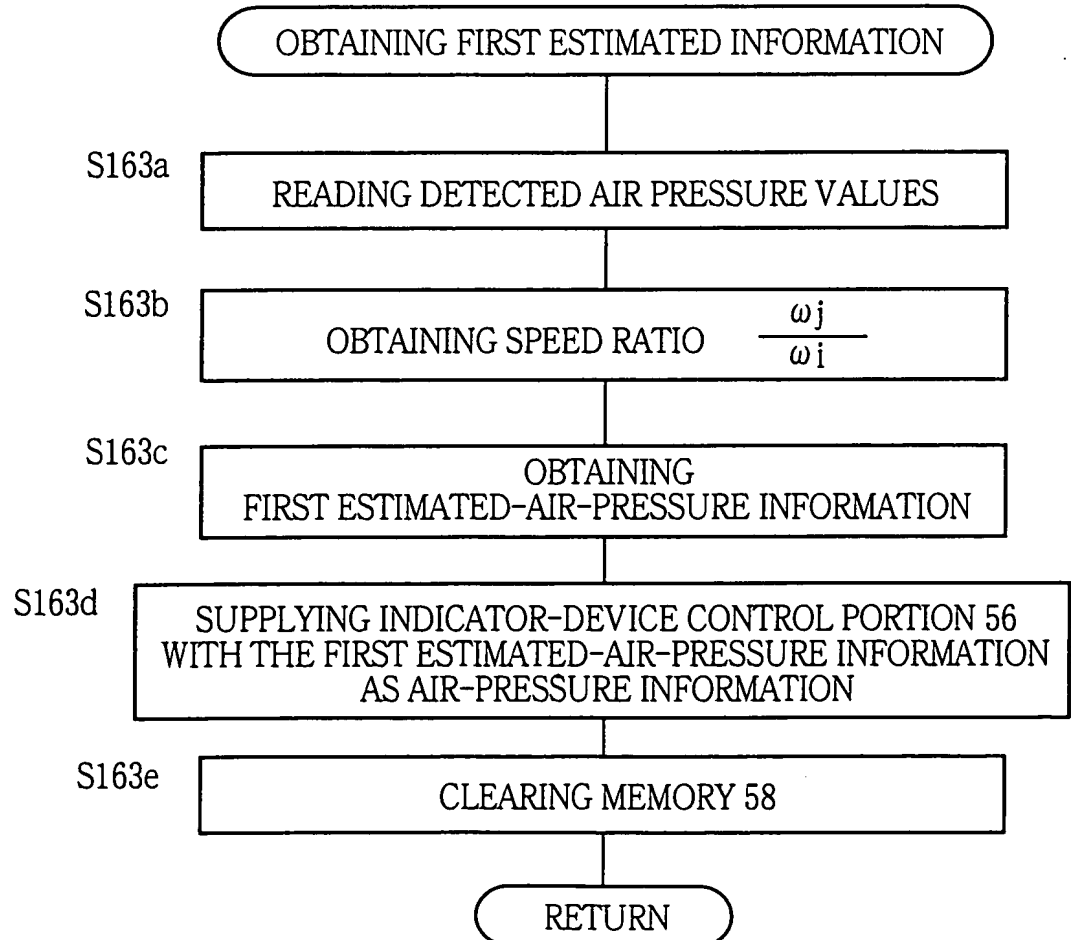 OBTAINING FIRST ESTIMATED INFORMATION
S163a
READING DETECTED AIR PRESSURE VALUES
S163b
OBTAINING SPEED RATIO ωj
ωi
S163c
OBTAINING
FIRST ESTIMATED-AIR-PRESSURE INFORMATION
S163d
SUPPLYING INDICATOR-DEVICE CONTROL PORTION 56
WITH THE FIRST ESTIMATED-AIR-PRESSURE INFORMATION
AS AIR-PRESSURE INFORMATION
S163e
CLEARING MEMORY 58
RETURN